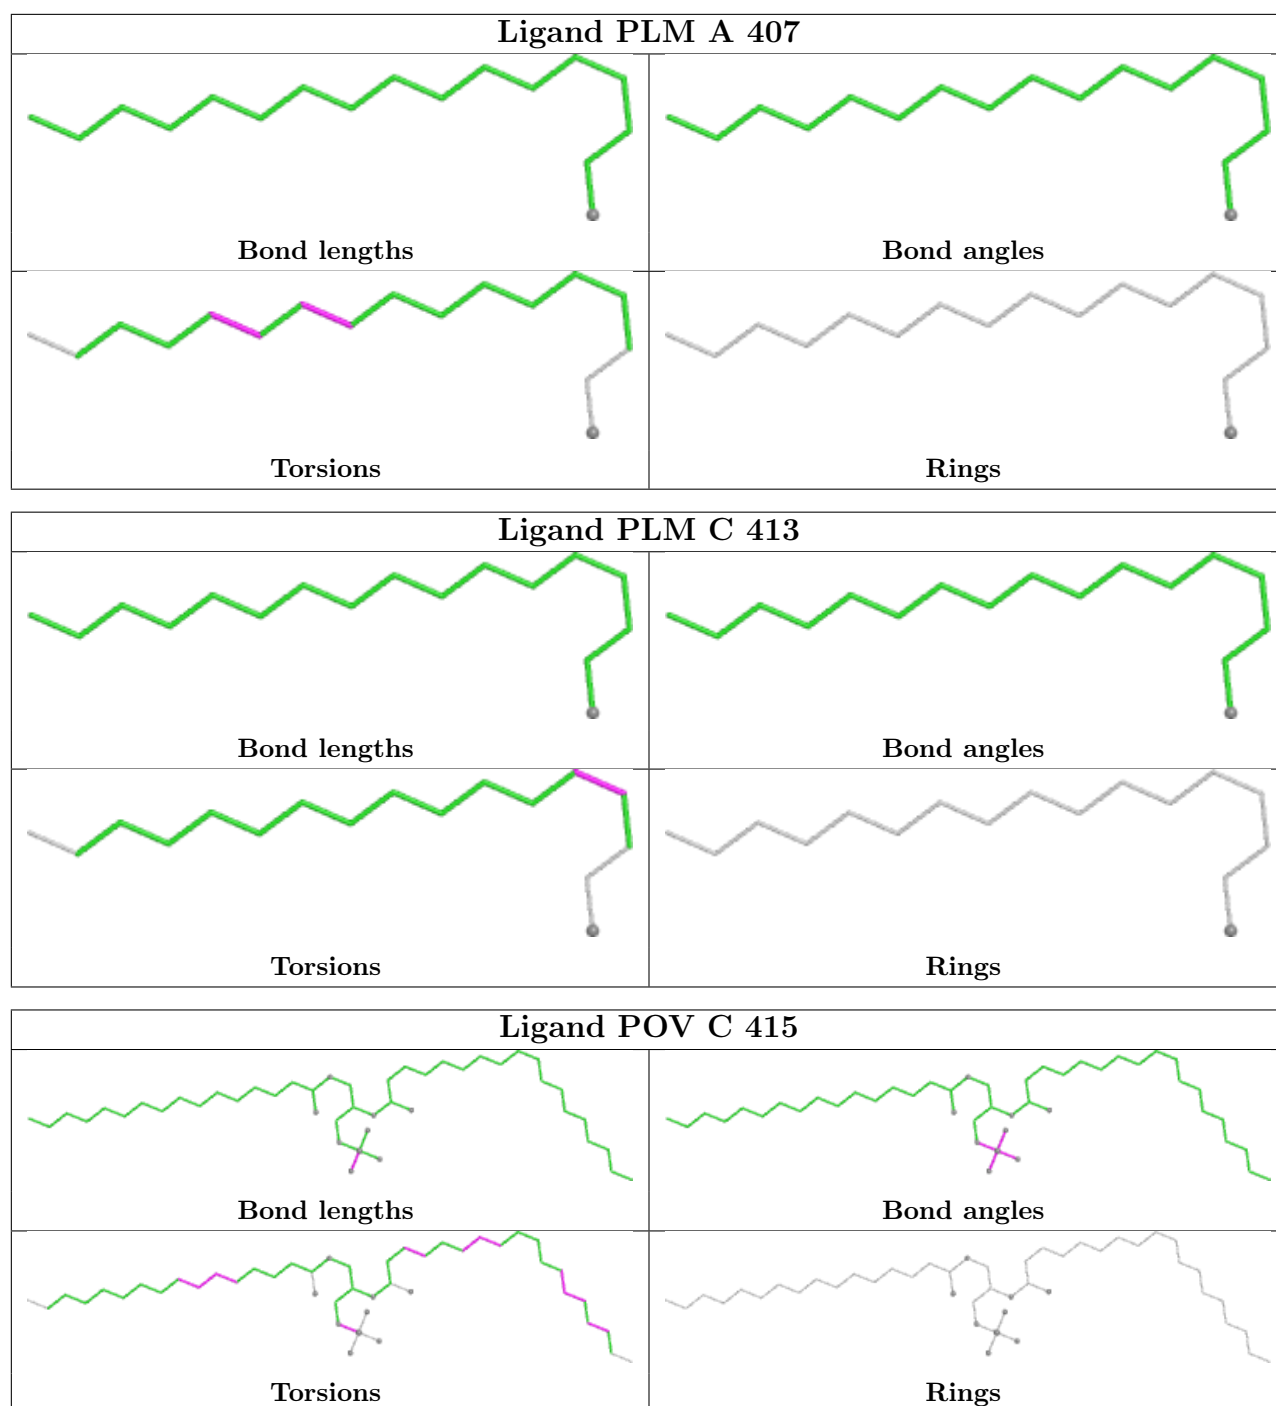 Ligand PLM A 407
Bond lengths
Bond angles
Torsions
Rings
Ligand PLM C 413
Bond lengths
Bond angles
Torsions
Rings
Ligand POV C 415
Bond lengths
Bond angles
Torsions
Rings